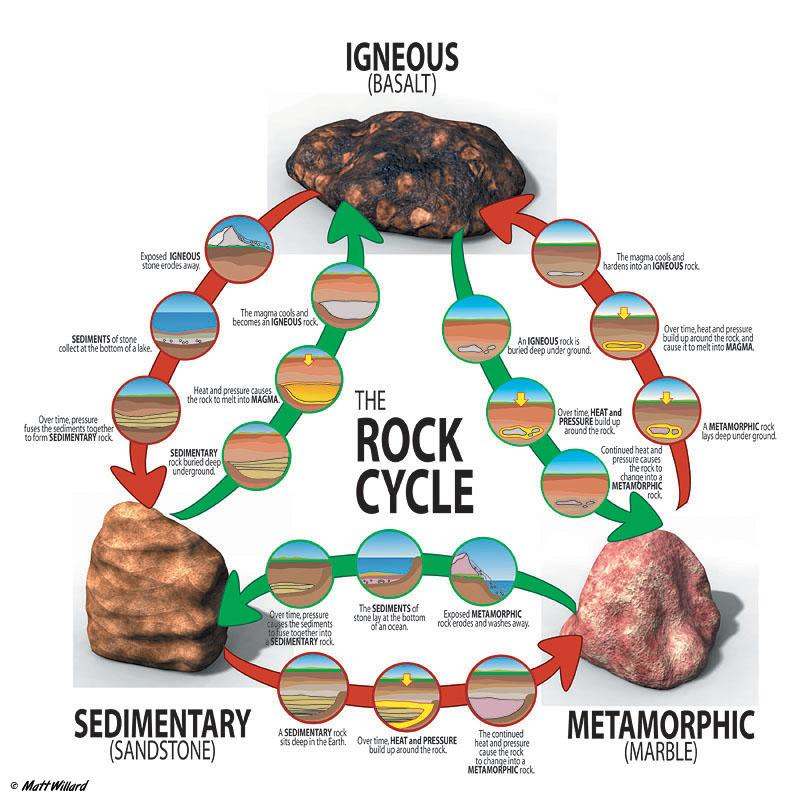 IGNEOUS
(BASALT)
Exposed IGNEOUS
stone erodes away.
SEDIMENTS of stone
collect at the bottom of a lake.
Over time, pressure
fuses the sediments together
to form SEDIMENTARY rock.
The magma cools and
becomes an IGNEOUS rock.
Heat and pressure causes
the rock to melt into MAGMA.
SEDIMENTARY
rock buried deep
underground.
THE
ROCK
CYCLE
An IGNEOUS rock is
buried deep under ground.
Over time, HEAT and
PRESSURE build up
around the rock.
Continued heat and
pressure causes
the rock to
change into a
METAMORPHIC
rock.
The magma cools and
hardens into an IGNEOUS rock.
Over time, heat and pressure
build up around the rock, and
cause it to melt into MAGMA.
A METAMORPHIC rock
lays deep under ground.
Over time, pressure
causes the sediments
to fuse together into
a SEDIMENTARY rock.
The SEDIMENTS of
stone lay at the bottom
of an ocean.
Exposed METAMORPHIC
rock erodes and washes away.
A SEDIMENTARY rock
sits deep in the Earth.
Over time, HEAT and PRESSURE
build up around the rock.
The continued
heat and pressure
cause the rock
to change into a
METAMORPHIC rock.
SEDIMENTARY
(SANDSTONE)
METAMORPHIC
(MARBLE)
© Matt Willard